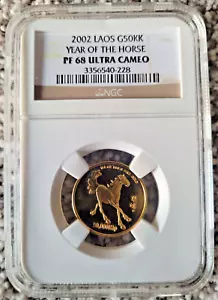 2002 LAOS G50KK
YEAR OF THE HORSE
PF 68 ULTRA CAMEO
3356540-228
NGC